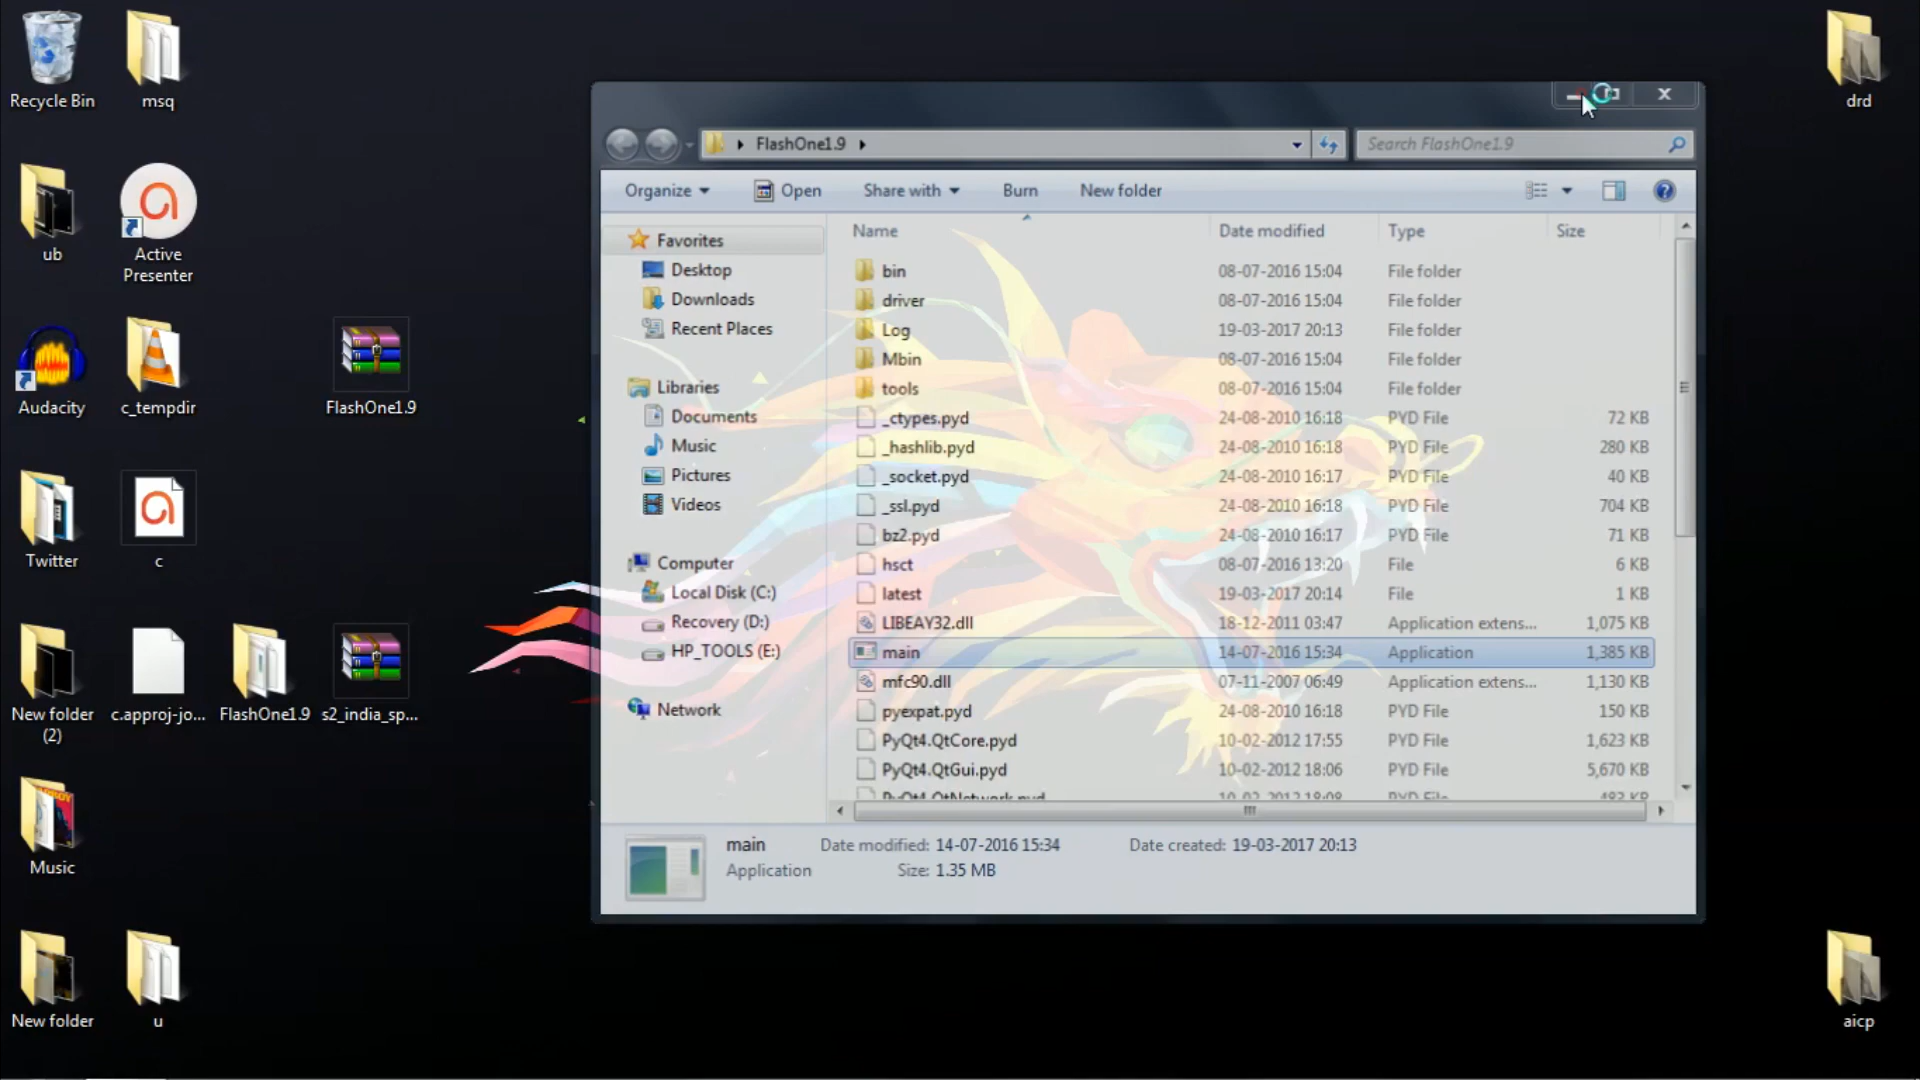 Recycle Bin
msq
drd
ub
Active
Presenter
Audacity
c_tempdir
FlashOne1.9
Twitter
c
New folder
(2)
c.approj-jo...
FlashOne1.9
s2_india_sp...
Music
New folder
u
aicp
FlashOne1.9
Search FlashOne1.9
Organize Open Share with Burn New folder
Favorites
Desktop
Downloads
Recent Places
Libraries
Documents
Music
Pictures
Videos
Computer
Local Disk (C:)
Recovery (D:)
HP_TOOLS (E:)
Network
Name Date modified Type Size
bin 08-07-2016 15:04 File folder
driver 08-07-2016 15:04 File folder
Log 19-03-2017 20:13 File folder
Mbin 08-07-2016 15:04 File folder
tools 08-07-2016 15:04 File folder
_ctypes.pyd 24-08-2010 16:18 PYD File 72 KB
_hashlib.pyd 24-08-2010 16:18 PYD File 280 KB
_socket.pyd 24-08-2010 16:17 PYD File 40 KB
_ssl.pyd 24-08-2010 16:18 PYD File 704 KB
bz2.pyd 24-08-2010 16:17 PYD File 71 KB
hsct 08-07-2016 13:20 File 6 KB
latest 19-03-2017 20:14 File 1 KB
LIBEAY32.dll 18-12-2011 03:47 Application extens... 1,075 KB
main 14-07-2016 15:34 Application 1,385 KB
mfc90.dll 07-11-2007 06:49 Application extens... 1,130 KB
pyexpat.pyd 24-08-2010 16:18 PYD File 150 KB
PyQt4.QtCore.pyd 10-02-2012 17:55 PYD File 1,623 KB
PyQt4.QtGui.pyd 10-02-2012 18:06 PYD File 5,670 KB
PyQt4.QtNetwork.pyd 10-02-2012 18:08 PYD File
main Date modified: 14-07-2016 15:34 Date created: 19-03-2017 20:13
Application Size: 1.35 MB